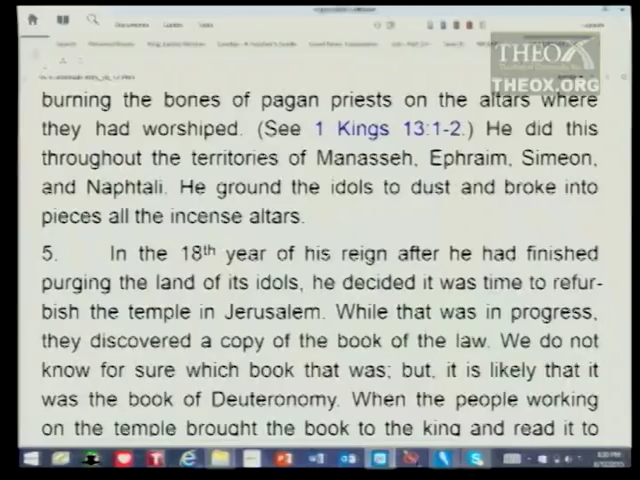 THEOX
THEOX.ORG
burning the bones of pagan priests on the altars where
they had worshiped. (See 1 Kings 13:1-2.) He did this
throughout the territories of Manasseh, Ephraim, Simeon,
and Naphtali. He ground the idols to dust and broke into
pieces all the incense altars.
5. In the 18th year of his reign after he had finished
purging the land of its idols, he decided it was time to refur-
bish the temple in Jerusalem. While that was in progress,
they discovered a copy of the book of the law. We do not
know for sure which book that was; but, it is likely that it
was the book of Deuteronomy. When the people working
on the temple brought the book to the king and read it to